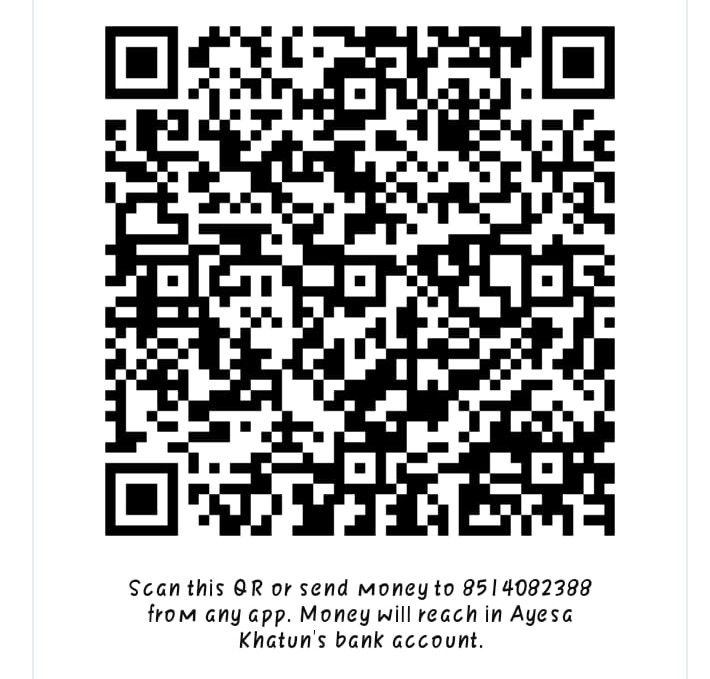 Scan this QR or send money to 8514082388
from any app. Money will reach in Ayesa
Khatun's bank account.